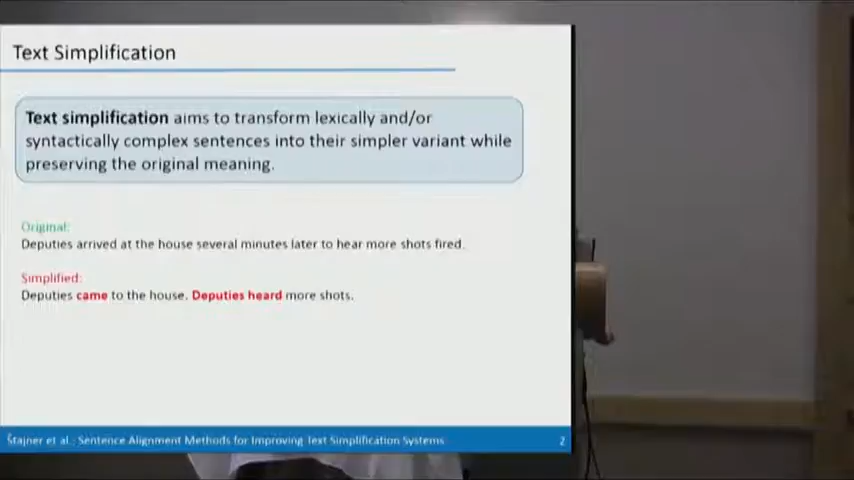 Text Simplification
Text simplification aims to transform lexically and/or
syntactically complex sentences into their simpler variant while
preserving the original meaning.
Original:
Deputies arrived at the house several minutes later to hear more shots fired.
Simplified:
Deputies came to the house. Deputies heard more shots.
Štajner et al.: Sentence Alignment Methods for Improving Text Simplification Systems
2